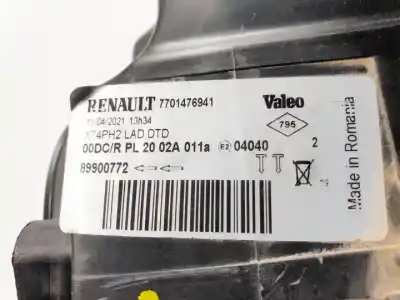 RENAULT 7701476941 Valeo
/04/2021 13h34
PH2 LAD DTD
795
00DC/R PL 20 02A 011a E2 04040 2
89900772
Made in Romania